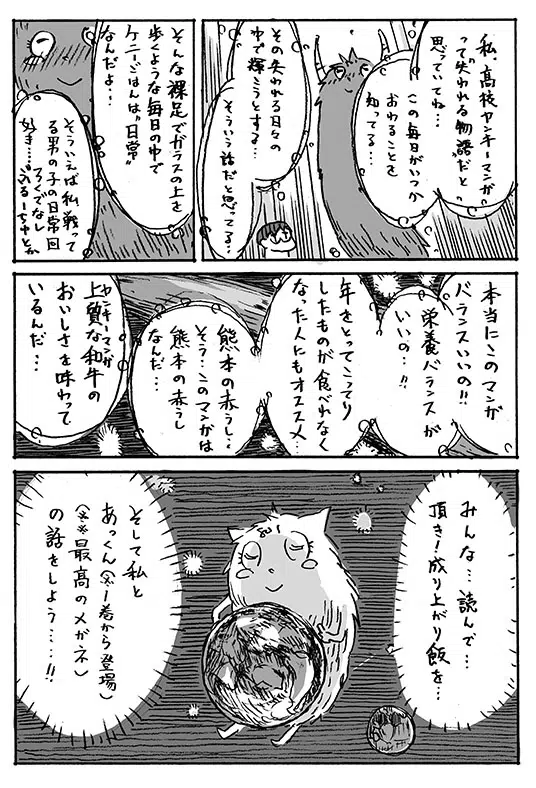 私、高校ヤンキーマンガ
って"失われる物語"だと
思っていてね…
この毎日がいつか
おわることを
知ってる…
その失われる日々の
中で輝こうとするよ…
そういう話だと思ってる…
そんな裸足でガラスの上を
歩くような毎日の中で
ケニーごはんは"日常"
なんだよ…
そういえば私戦って
る男の子の日常回
好き……
ろくでなし
ぶるーちゅとか
本当にこのマンガ
バランスいいの!!
栄養バランスが
いいの…!!
年をとってこってり
したものが食べれなく
なった人にもオススメ…
熊本の赤うし…
そう…このマンガは
熊本の赤うし
なんだ…
ヤンキーマンガ
上質な和牛の
おいしさを味わって
いるんだ…
みんな…読んで…
頂き!成り上がり飯を…
そして私と
あっくん(※1巻から登場)
(※※最高のメガネ)
の話をしよう……!!